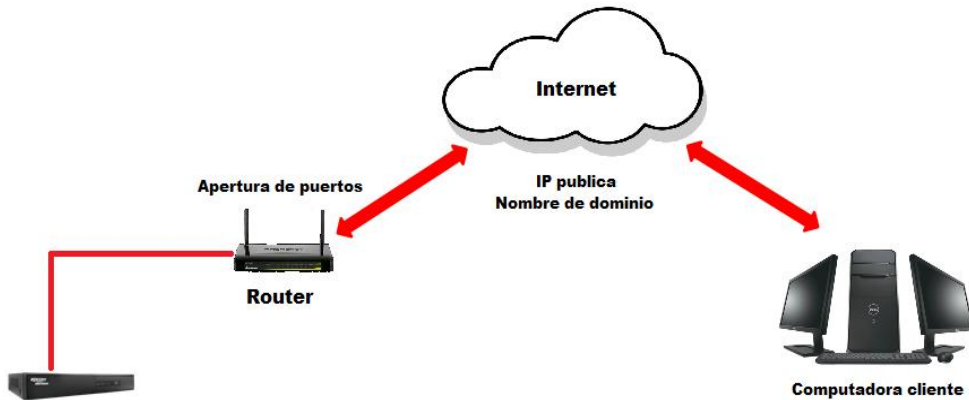 Internet
Apertura de puertos
IP publica
Nombre de dominio
Router
Computadora cliente